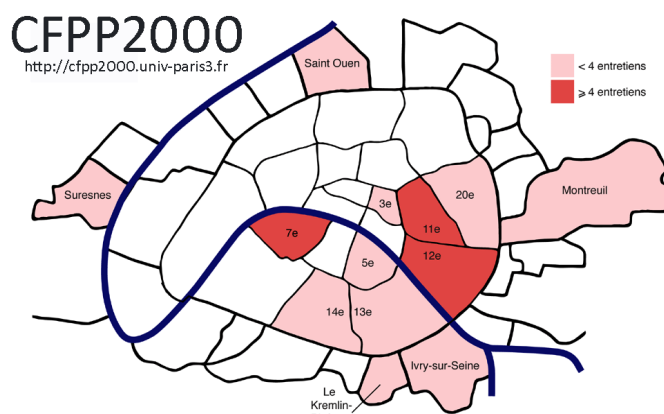 CFPP2000
http://cfpp2000.univ-paris3.fr
Saint Ouen
< 4 entretiens
⩾ 4 entretiens
Suresnes
3e
20e
Montreuil
7e
11e
5e
12e
14e
13e
Ivry-sur-Seine
Le
Kremlin-